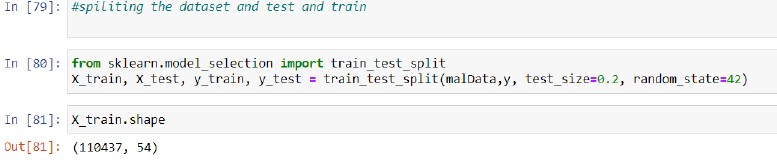 In [79]: #spiliting the dataset and test and train
In [80]: from sklearn.model_selection import train_test_split
X_train, X_test, y_train, y_test = train_test_split(malData,y, test_size=0.2, random_state=42)
In [81]: X_train.shape
Out[81]: (110437, 54)